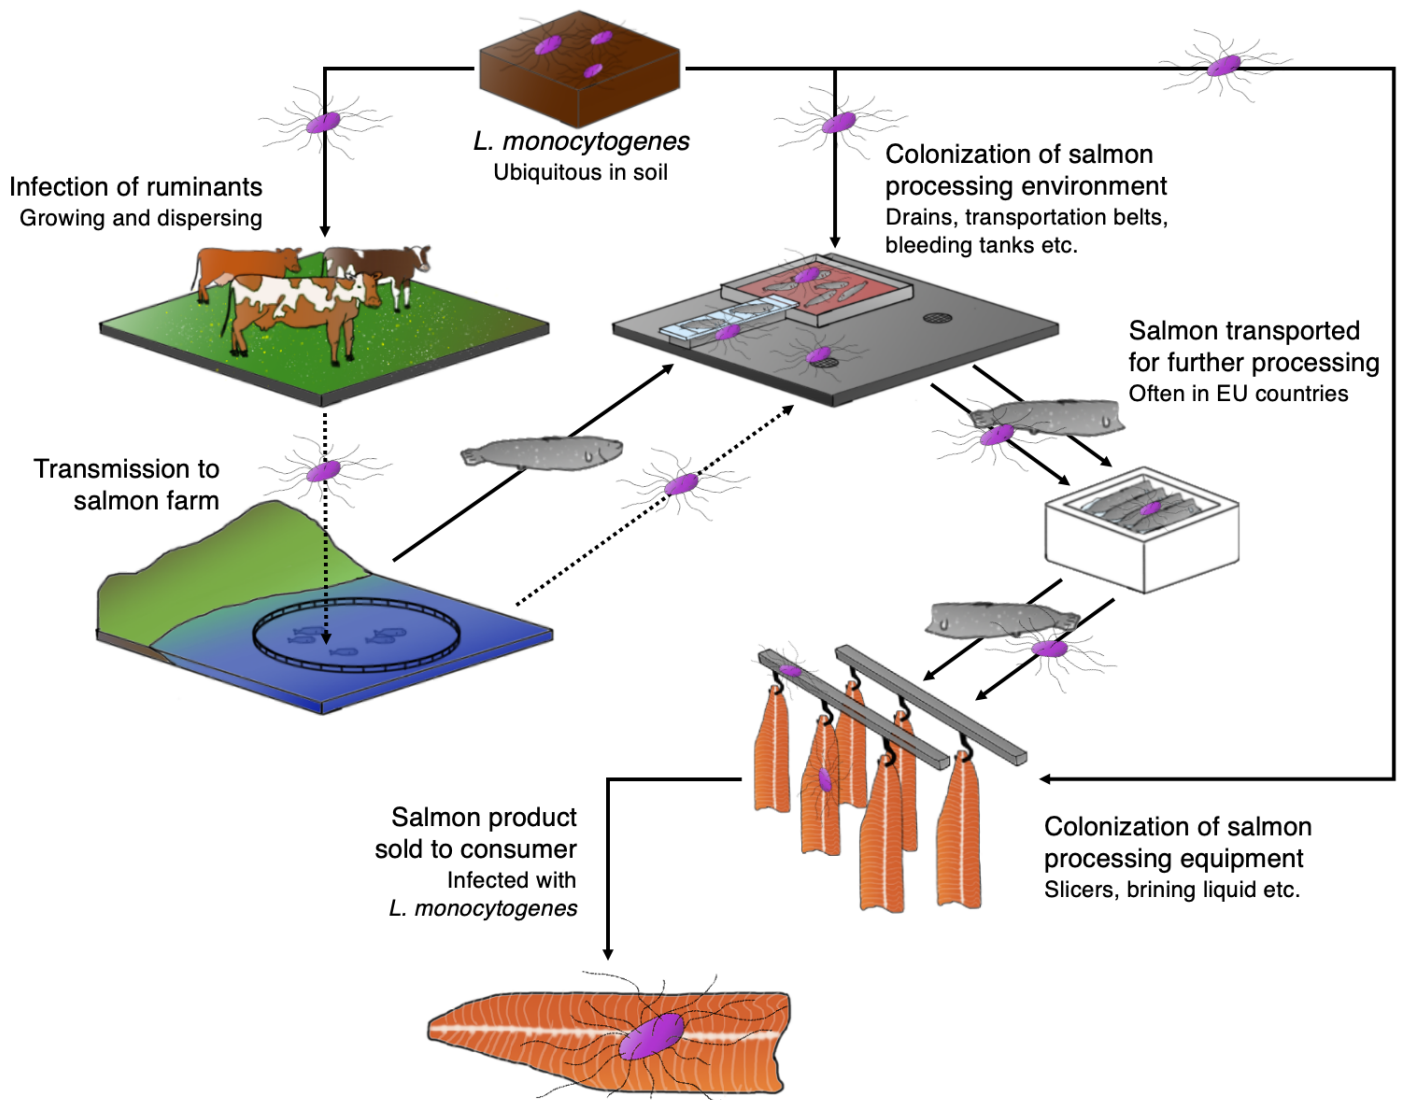 L. monocytogenes
Ubiquitous in soil
Infection of ruminants
Growing and dispersing
Colonization of salmon
processing environment
Drains, transportation belts,
bleeding tanks etc.
Salmon transported
for further processing
Often in EU countries
Transmission to
salmon farm
Salmon product
sold to consumer
Infected with
L. monocytogenes
Colonization of salmon
processing equipment
Slicers, brining liquid etc.